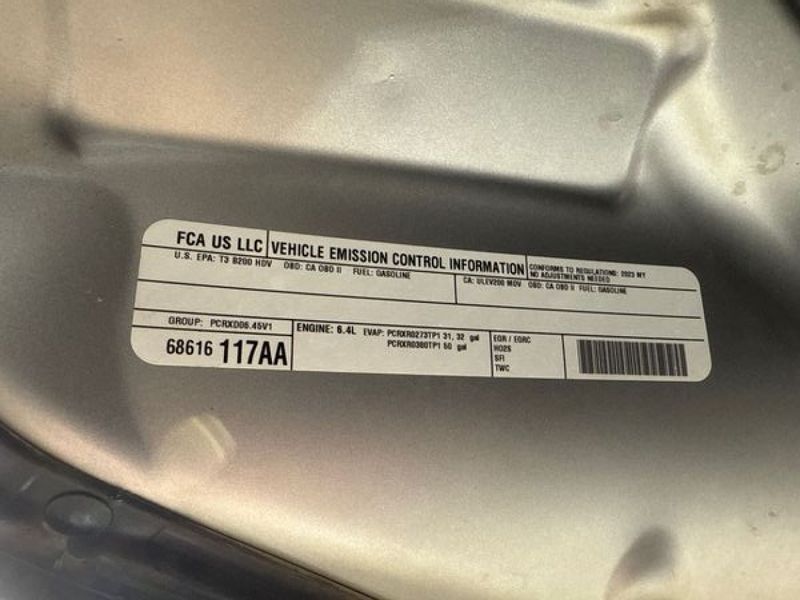 FCA US LLC
VEHICLE EMISSION CONTROL INFORMATION
CONFORMS TO REGULATIONS: 2023 MY
NO ADJUSTMENTS NEEDED
U.S. EPA: T3 B200 HDV OBD: CA OBD II FUEL: GASOLINE
CA: ULEV200 MDV OBD: CA OBD II FUEL: GASOLINE
GROUP: PCRXD06.45V1
68616 117AA
ENGINE: 6.4L EVAP: PCRXR0273TP1 31, 32 gal
PCRXR0380TP1 50 gal
EGR / EGRC
HO2S
SFI
TWC